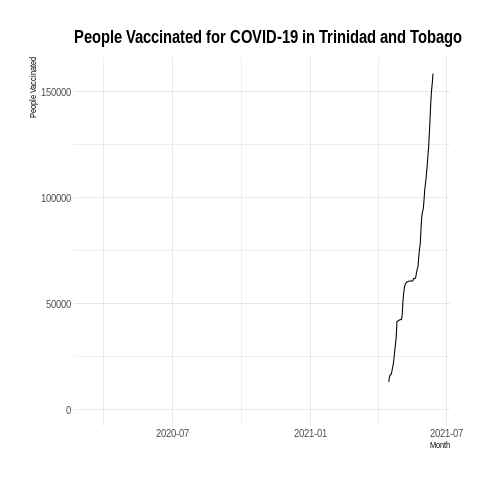 People Vaccinated for COVID-19 in Trinidad and Tobago
People Vaccinated
150000
100000
50000
0
2020-07
2021-01
2021-07
Month